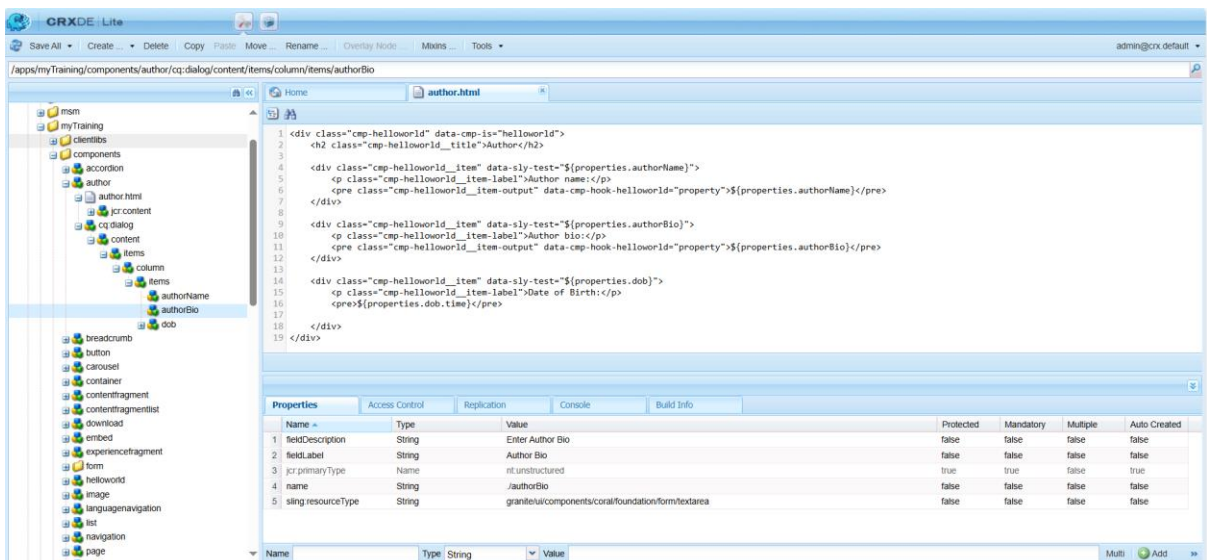 CRXDE Lite
Save All Create ... Delete Copy Paste Move ... Rename ... Overlay Node ... Mixins ... Tools admin@crx.default
/apps/myTraining/components/author/cq:dialog/content/items/column/items/authorBio
msm
myTraining
clientlibs
components
accordion
author
author.html
jcr:content
cq:dialog
content
items
column
items
authorName
authorBio
dob
breadcrumb
button
carousel
container
contentfragment
contentfragmentlist
download
embed
experiencefragment
form
helloworld
image
languagenavigation
list
navigation
page
Home author.html
1 <div class="cmp-helloworld" data-cmp-is="helloworld">
2 <h2 class="cmp-helloworld__title">Author</h2>
3
4 <div class="cmp-helloworld__item" data-sly-test="${properties.authorName}">
5 <p class="cmp-helloworld__item-label">Author name:</p>
6 <pre class="cmp-helloworld__item-output" data-cmp-hook-helloworld="property">${properties.authorName}</pre>
7 </div>
8
9 <div class="cmp-helloworld__item" data-sly-test="${properties.authorBio}">
10 <p class="cmp-helloworld__item-label">Author bio:</p>
11 <pre class="cmp-helloworld__item-output" data-cmp-hook-helloworld="property">${properties.authorBio}</pre>
12 </div>
13
14 <div class="cmp-helloworld__item" data-sly-test="${properties.dob}">
15 <p class="cmp-helloworld__item-label">Date of Birth:</p>
16 <pre>${properties.dob.time}</pre>
17
18 </div>
19 </div>
Properties Access Control Replication Console Build Info
Name Type Value Protected Mandatory Multiple Auto Created
1 fieldDescription String Enter Author Bio false false false false
2 fieldLabel String Author Bio false false false false
3 jcr:primaryType Name nt:unstructured true true false true
4 name String ./authorBio false false false false
5 sling:resourceType String granite/ui/components/coral/foundation/form/textarea false false false false
Name Type String Value Multi Add